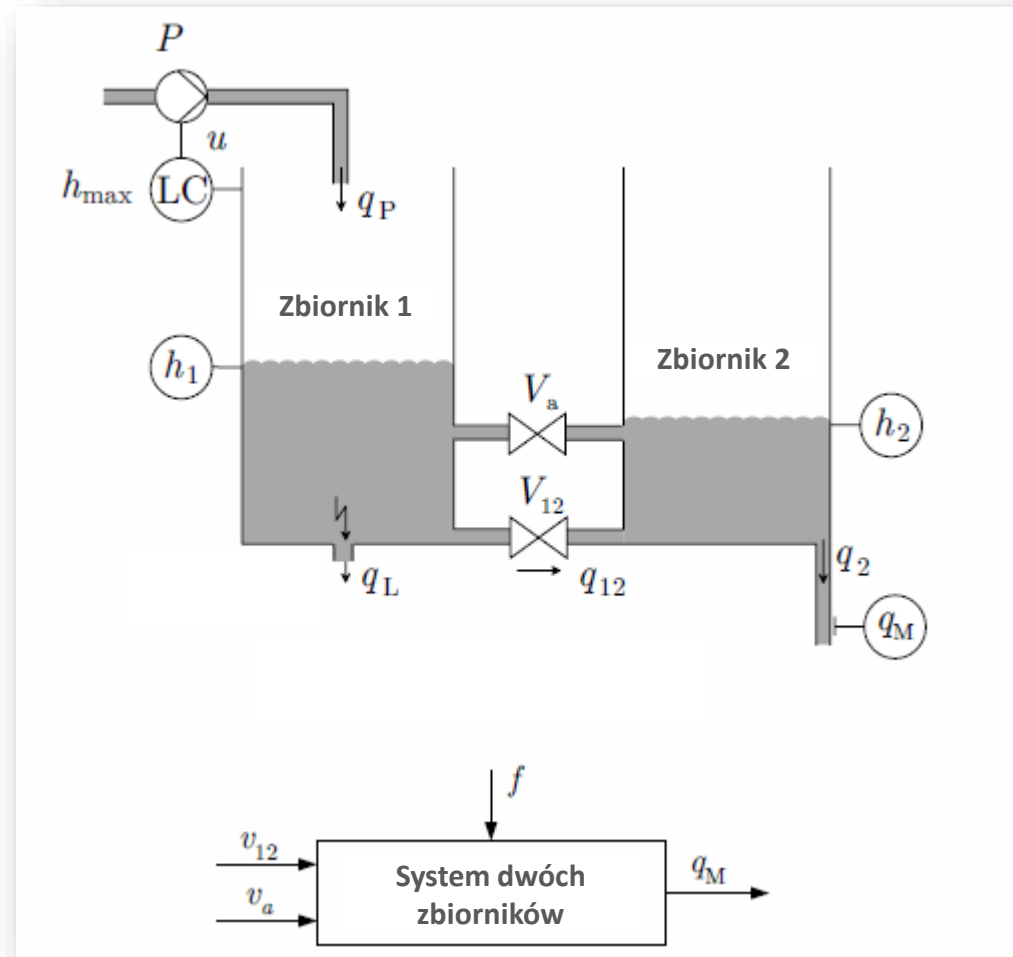 P
u
h_max
LC
q_P
Zbiornik 1
Zbiornik 2
h_1
V_a
h_2
V_12
q_L
q_12
q_2
q_M
f
v_12
v_a
System dwóch
zbiorników
q_M